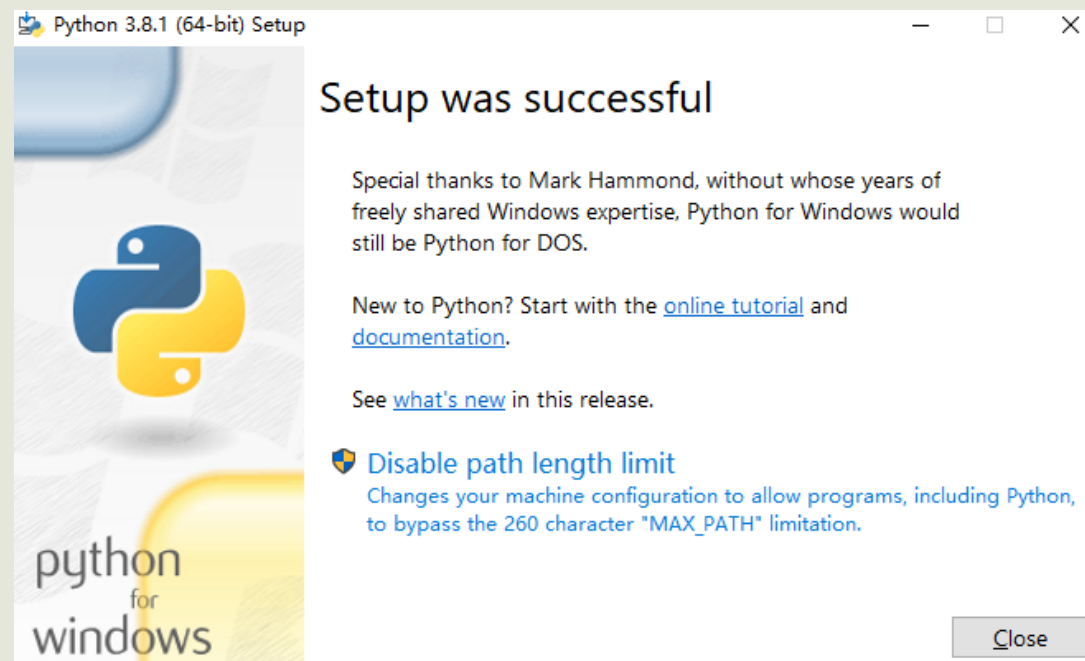 Python 3.8.1 (64-bit) Setup
Setup was successful
Special thanks to Mark Hammond, without whose years of
freely shared Windows expertise, Python for Windows would
still be Python for DOS.
New to Python? Start with the online tutorial and
documentation.
See what's new in this release.
Disable path length limit
Changes your machine configuration to allow programs, including Python,
to bypass the 260 character "MAX_PATH" limitation.
python
for
windows
Close